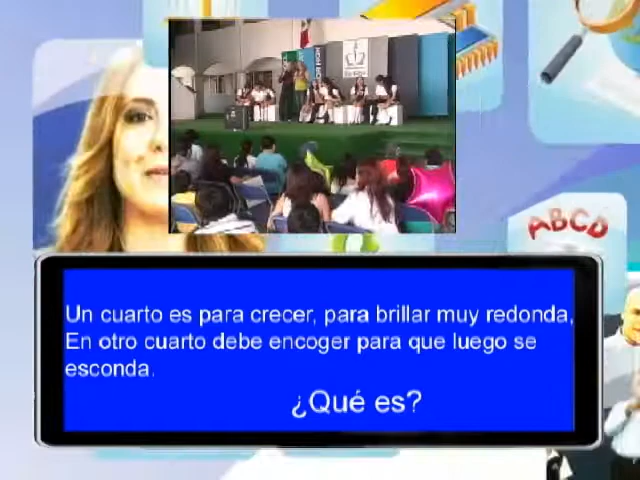 ABCD
Un cuarto es para crecer, para brillar muy redonda,
En otro cuarto debe encoger para que luego se
esconda.
¿Qué es?